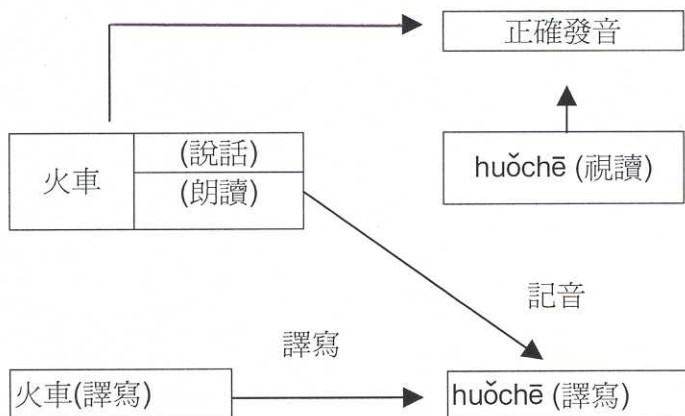 正確發音
火車
(說話)
(朗讀)
huǒchē (視讀)
記音
譯寫
火車(譯寫)
huǒchē (譯寫)